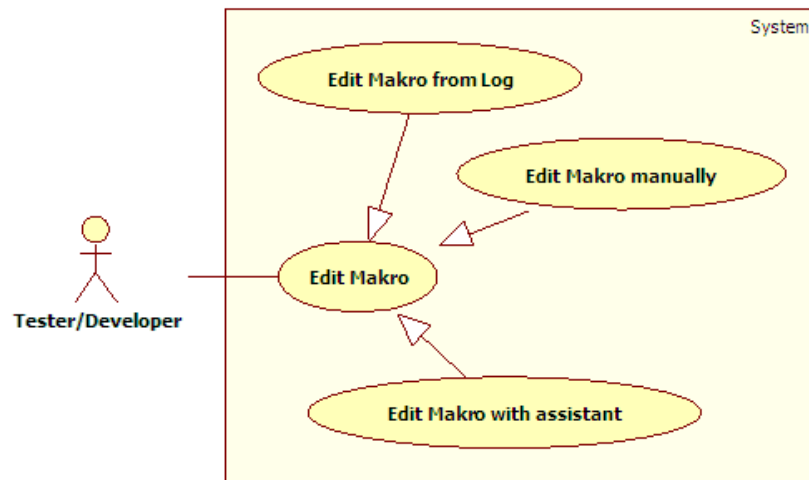 System
Edit Makro from Log
Edit Makro manually
Edit Makro
Tester/Developer
Edit Makro with assistant